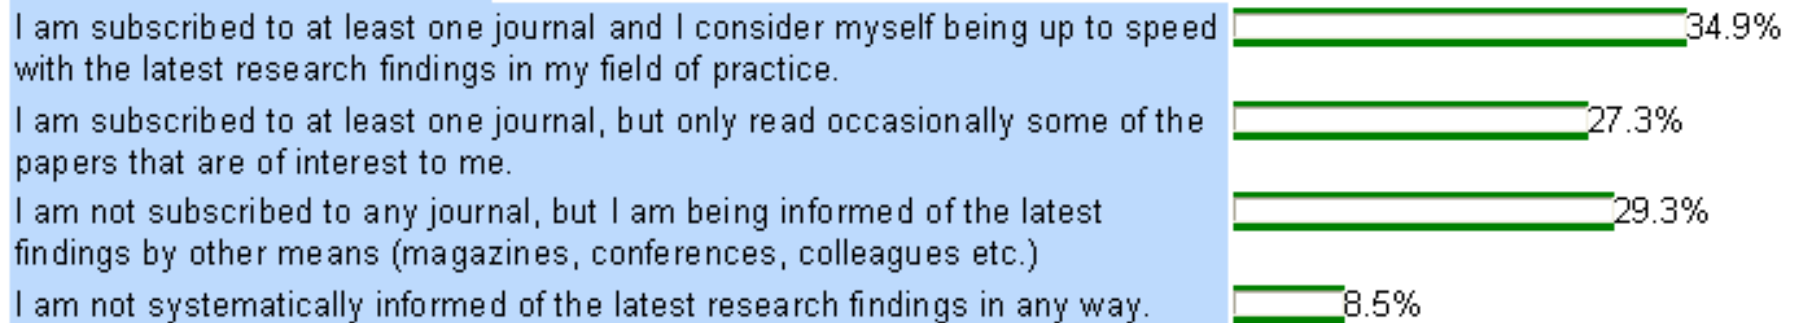 I am subscribed to at least one journal and I consider myself being up to speed 34.9%
with the latest research findings in my field of practice.
I am subscribed to at least one journal, but only read occasionally some of the 27.3%
papers that are of interest to me.
I am not subscribed to any journal, but I am being informed of the latest 29.3%
findings by other means (magazines, conferences, colleagues etc.)
I am not systematically informed of the latest research findings in any way. 8.5%